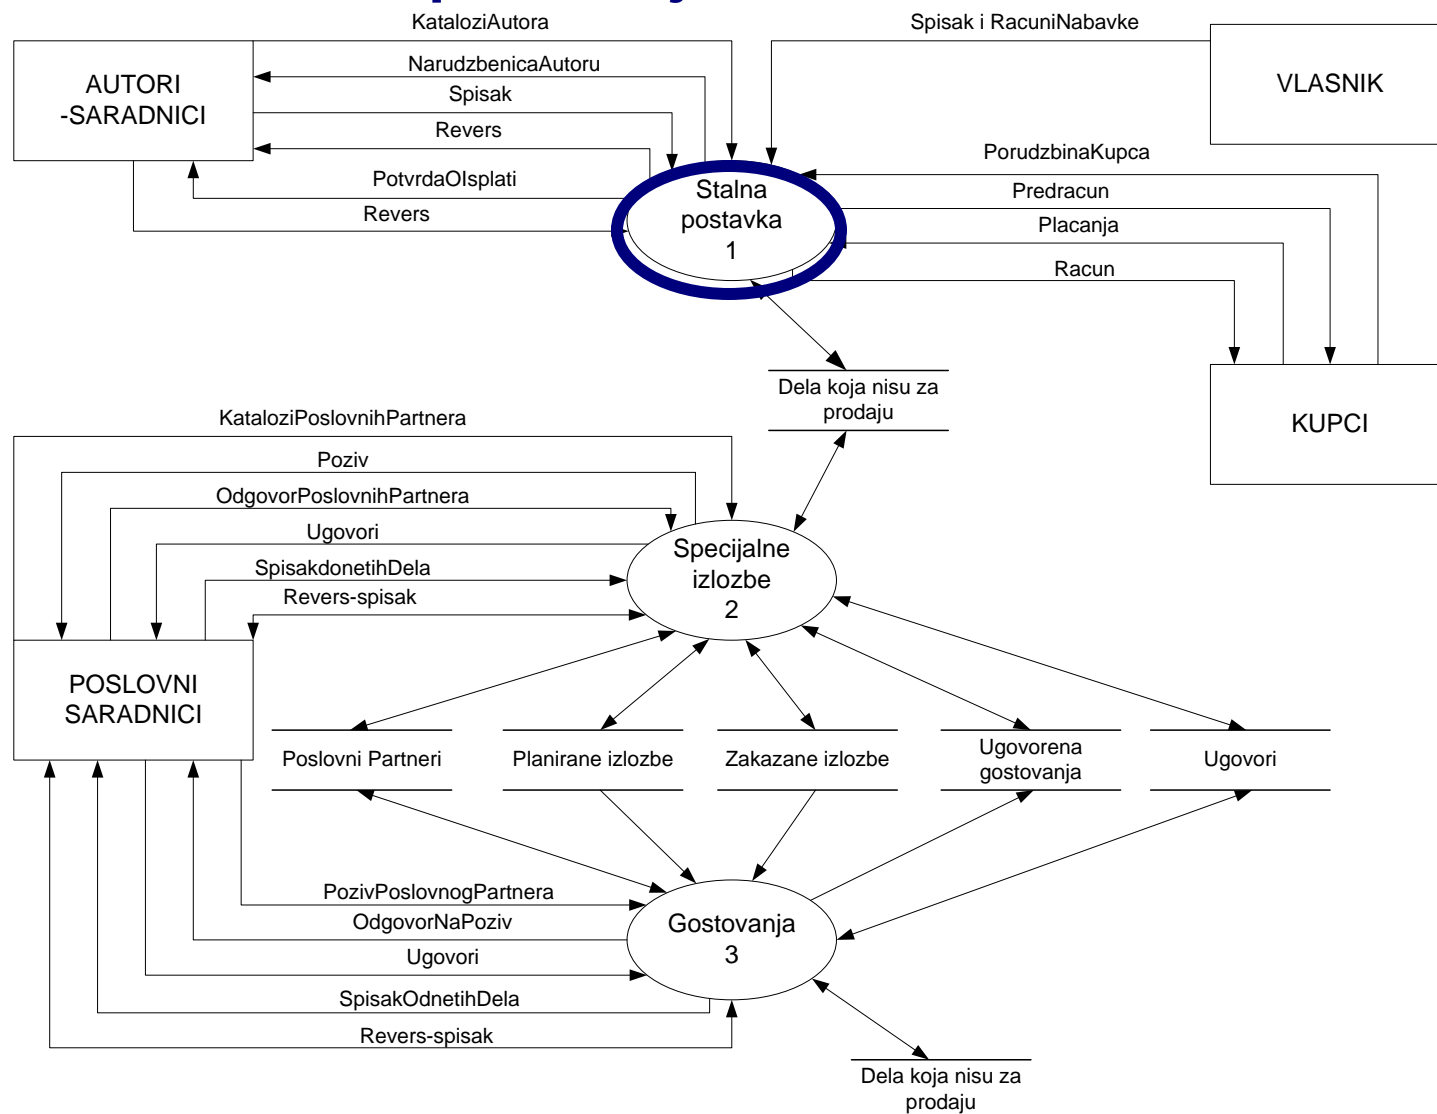 KataloziAutora
Spisak i RacuniNabavke
AUTORI
-SARADNICI
NarudzbenicaAutoru
Spisak
Revers
PotvrdaOIsplati
Revers
VLASNIK
PorudzbinaKupca
Predracun
Placanja
Racun
Stalna
postavka
1
KUPCI
Dela koja nisu za
prodaju
KataloziPoslovnihPartnera
Poziv
OdgovorPoslovnihPartnera
Ugovori
SpisakdonetihDela
Revers-spisak
Specijalne
izlozbe
2
POSLOVNI
SARADNICI
Poslovni Partneri
Planirane izlozbe
Zakazane izlozbe
Ugovorena
gostovanja
Ugovori
PozivPoslovnogPartnera
OdgovorNaPoziv
Ugovori
SpisakOdnetihDela
Revers-spisak
Gostovanja
3
Dela koja nisu za
prodaju